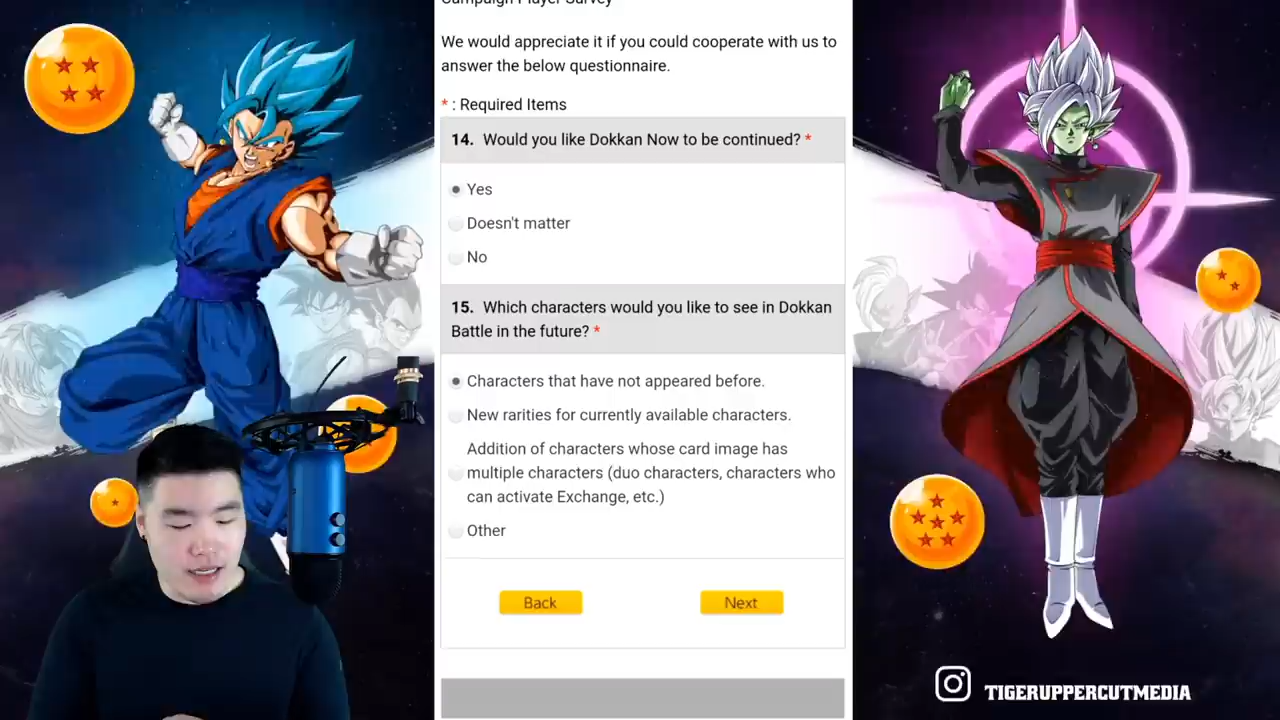 Campaign Player Survey
We would appreciate it if you could cooperate with us to
answer the below questionnaire.
* : Required Items
14. Would you like Dokkan Now to be continued? *
Yes
Doesn't matter
No
15. Which characters would you like to see in Dokkan
Battle in the future? *
Characters that have not appeared before.
New rarities for currently available characters.
Addition of characters whose card image has
multiple characters (duo characters, characters who
can activate Exchange, etc.)
Other
Back
Next
TIGERUPPERCUTMEDIA